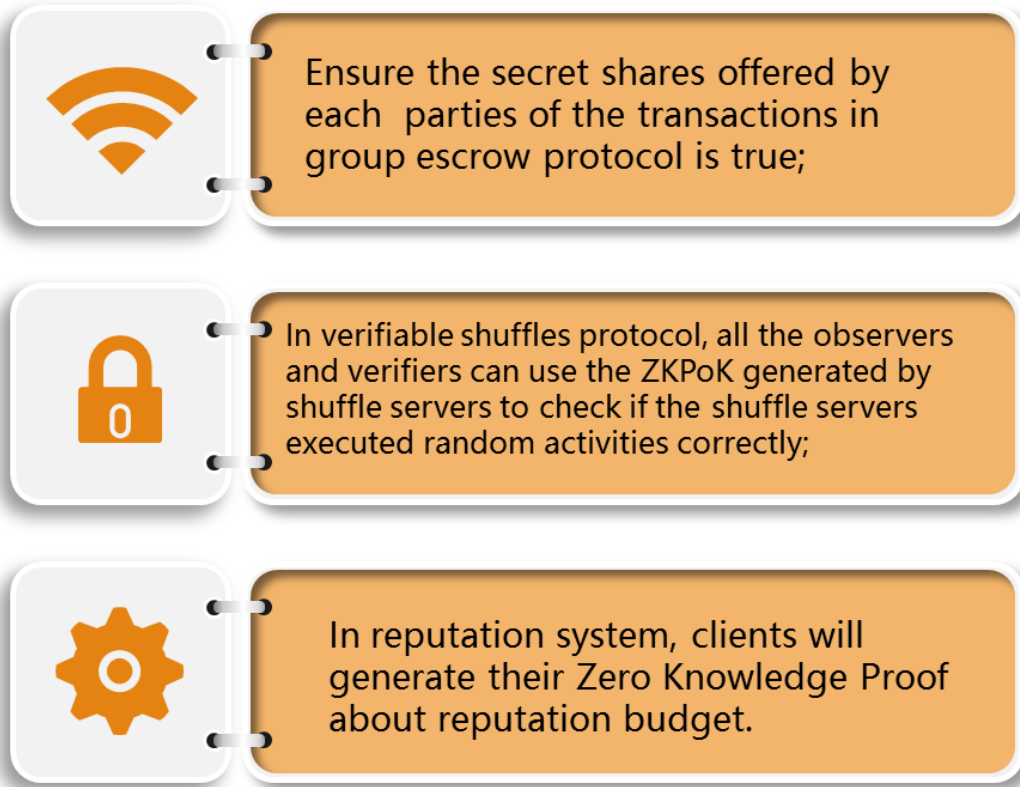 Ensure the secret shares offered by
each parties of the transactions in
group escrow protocol is true;
In verifiable shuffles protocol, all the observers
and verifiers can use the ZKPoK generated by
shuffle servers to check if the shuffle servers
executed random activities correctly;
In reputation system, clients will
generate their Zero Knowledge Proof
about reputation budget.